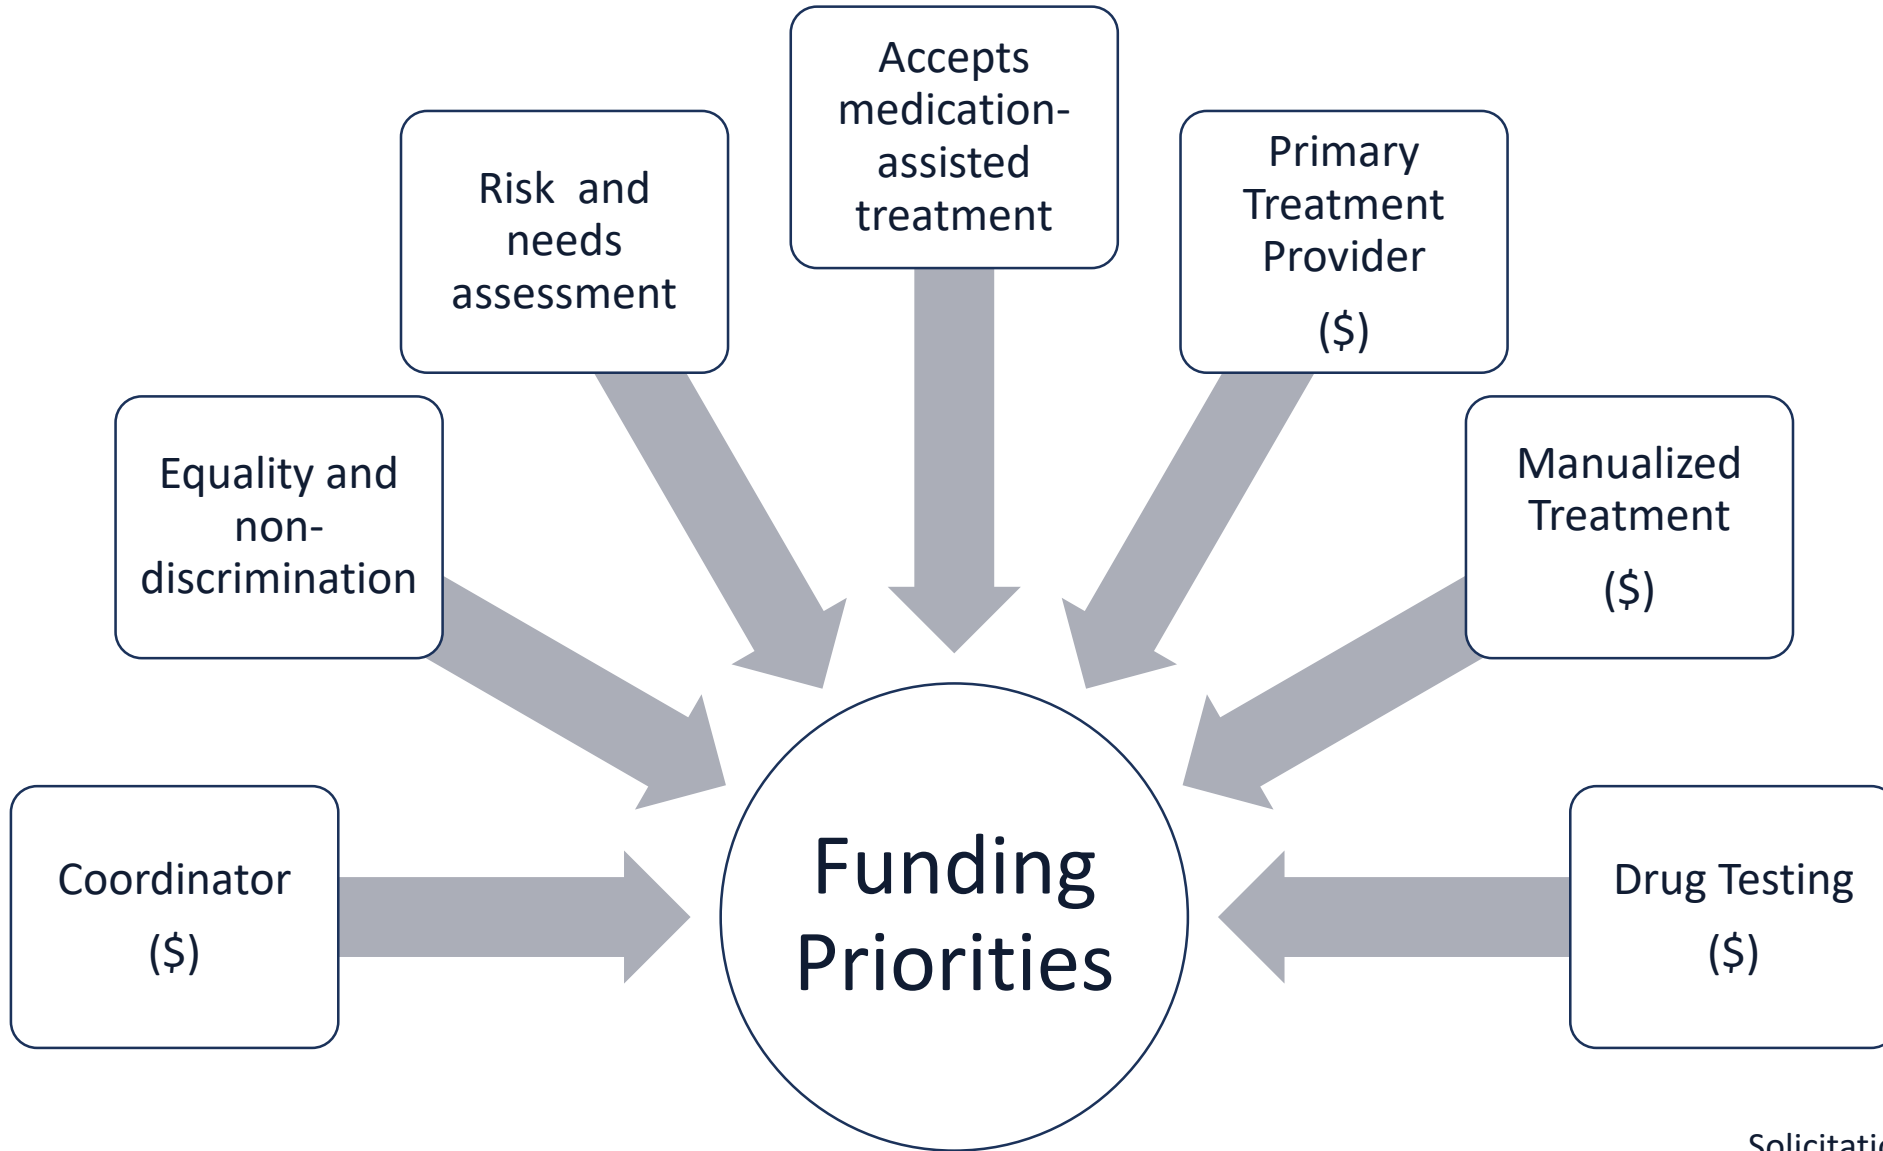 Accepts
medication-
assisted
treatment
Risk  and
needs
assessment
Primary
Treatment
Provider
($)
Equality and
non-
discrimination
Manualized
Treatment
($)
Coordinator
($)
Funding
Priorities
Drug Testing
($)